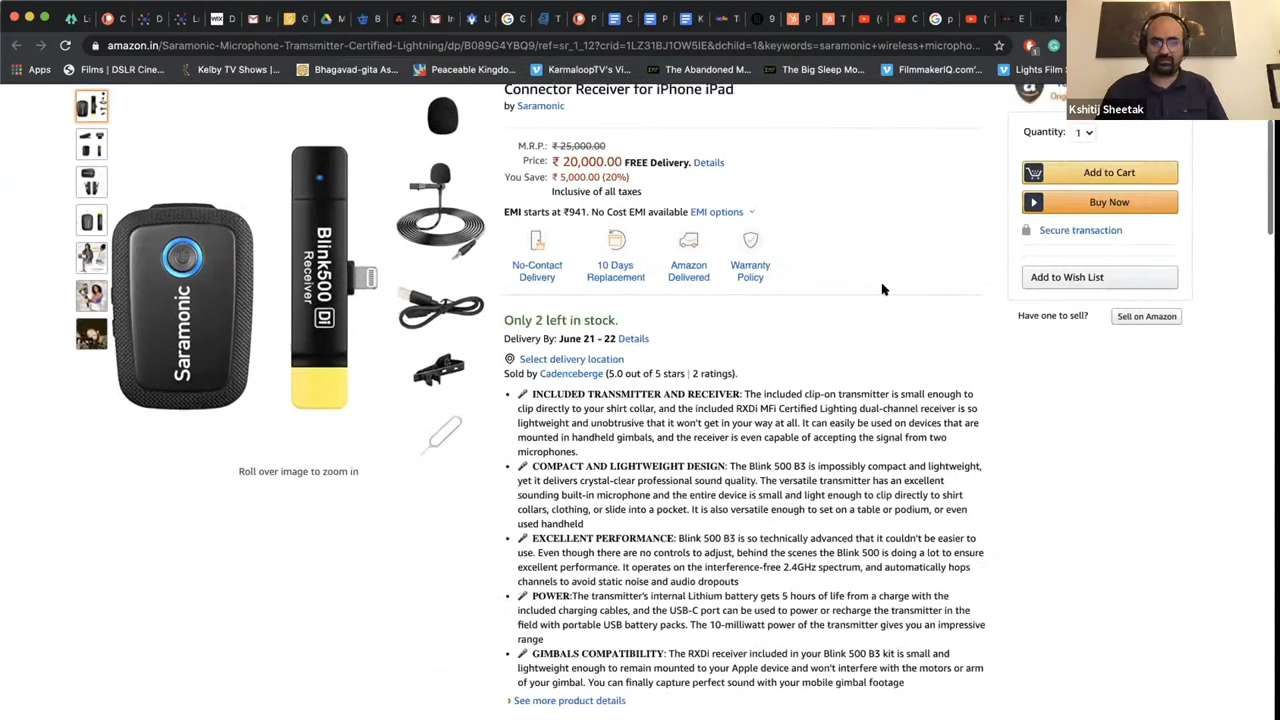 amazon.in/Saramonic-Microphone-Transmitter-Certified-Lightning/dp/B089G4YBQ9/ref=sr_1_12?crid=1LZ31BJ1OW5IE&dchild=1&keywords=saramonic+wireless+micropho...
Apps
Films | DSLR Cine...
Kelby TV Shows |...
Bhagavad-gita As...
Peaceable Kingdo...
KarmaloopTV's Vi...
The Abandoned M...
The Big Sleep Mo...
FilmmakerIQ.com'...
Lights Film S
Kshitij Sheetak
Connector Receiver for iPhone iPad
by Saramonic
M.R.P.: ₹ 25,000.00
Price: ₹ 20,000.00 FREE Delivery. Details
You Save: ₹ 5,000.00 (20%)
Inclusive of all taxes
EMI starts at ₹941. No Cost EMI available EMI options
No-Contact
Delivery
10 Days
Replacement
Amazon
Delivered
Warranty
Policy
Only 2 left in stock.
Delivery By: June 21 - 22 Details
Select delivery location
Sold by Cadenceberge (5.0 out of 5 stars | 2 ratings).
INCLUDED TRANSMITTER AND RECEIVER: The included clip-on transmitter is small enough to
clip directly to your shirt collar, and the included RXDi MFi Certified Lighting dual-channel receiver is so
lightweight and unobtrusive that it won't get in your way at all. It can easily be used on devices that are
mounted in handheld gimbals, and the receiver is even capable of accepting the signal from two
microphones.
COMPACT AND LIGHTWEIGHT DESIGN: The Blink 500 B3 is impossibly compact and lightweight,
yet it delivers crystal-clear professional sound quality. The versatile transmitter has an excellent
sounding built-in microphone and the entire device is small and light enough to clip directly to shirt
collars, clothing, or slide into a pocket. It is also versatile enough to set on a table or podium, or even
used handheld
EXCELLENT PERFORMANCE: Blink 500 B3 is so technically advanced that it couldn't be easier to
use. Even though there are no controls to adjust, behind the scenes the Blink 500 is doing a lot to ensure
excellent performance. It operates on the interference-free 2.4GHz spectrum, and automatically hops
channels to avoid static noise and audio dropouts
POWER:The transmitter's internal Lithium battery gets 5 hours of life from a charge with the
included charging cables, and the USB-C port can be used to power or recharge the transmitter in the
field with portable USB battery packs. The 10-milliwatt power of the transmitter gives you an impressive
range
GIMBALS COMPATIBILITY: The RXDi receiver included in your Blink 500 B3 kit is small and
lightweight enough to remain mounted to your Apple device and won't interfere with the motors or arm
of your gimbal. You can finally capture perfect sound with your mobile gimbal footage
See more product details
Saramonic
Blink500
Receiver
Di
Roll over image to zoom in
Quantity: 1
Add to Cart
Buy Now
Secure transaction
Add to Wish List
Have one to sell?
Sell on Amazon